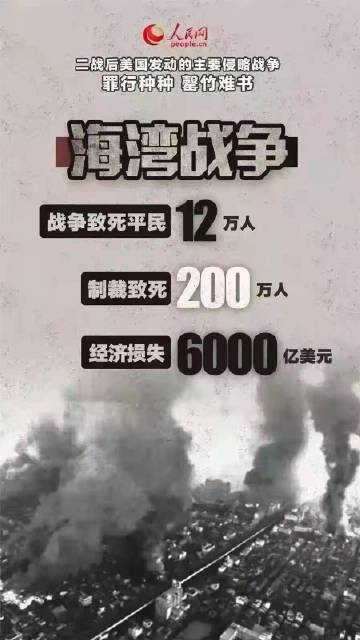 人民网
people.cn
二战后美国发动的主要侵略战争
罪行种种 罄竹难书
海湾战争
战争致死平民 12 万人
制裁致死 200 万人
经济损失 6000 亿美元